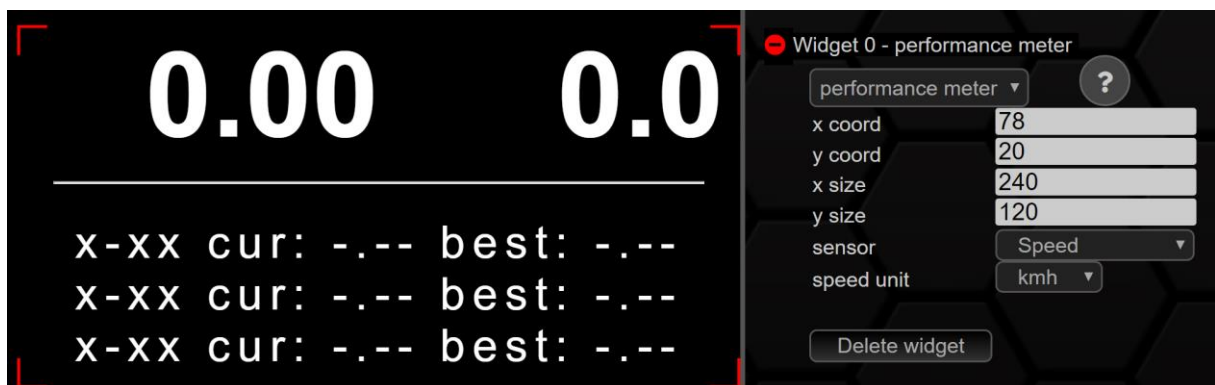 0.00 0.0
x-xx cur: -.-- best: -.--
x-xx cur: -.-- best: -.--
x-xx cur: -.-- best: -.--
Widget 0 - performance meter
performance meter ▼ ?
x coord 78
y coord 20
x size 240
y size 120
sensor Speed ▼
speed unit kmh ▼
Delete widget